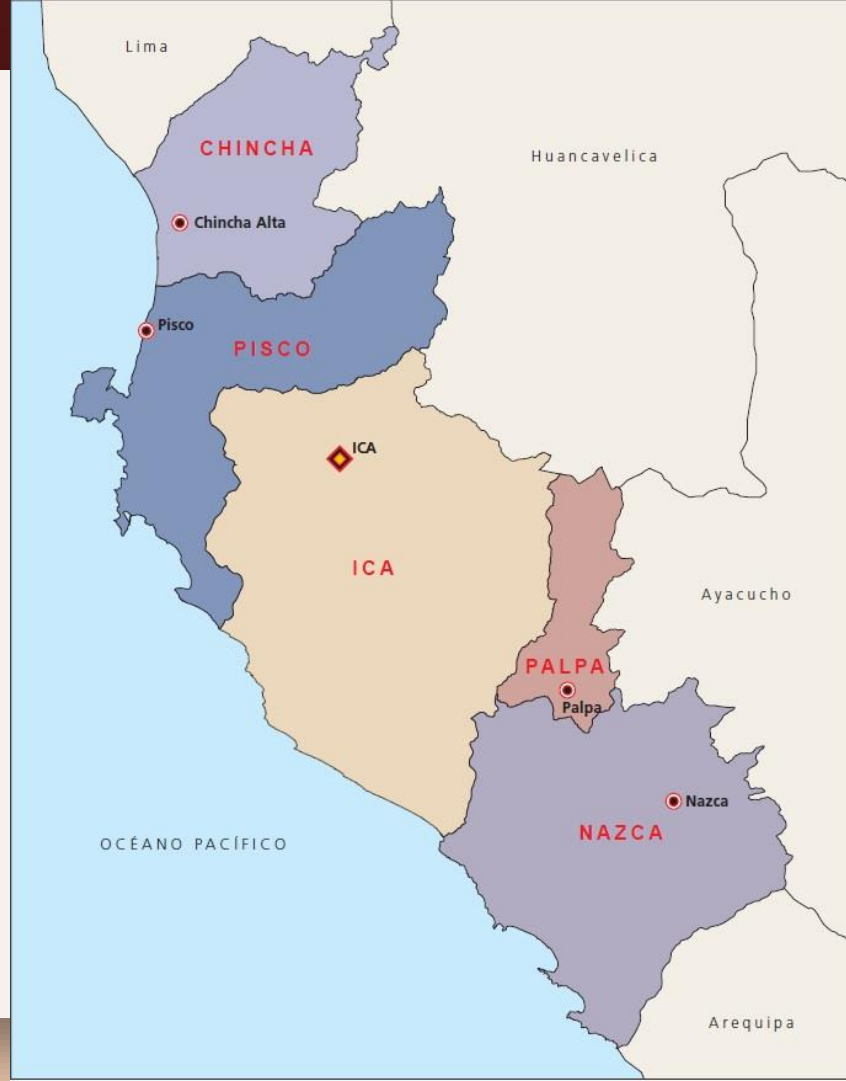 Lima
CHINCHA
Huancavelica
Chincha Alta
Pisco
PISCO
ICA
ICA
Ayacucho
PALPA
Palpa
Nazca
NAZCA
OCÉANO PACÍFICO
Arequipa